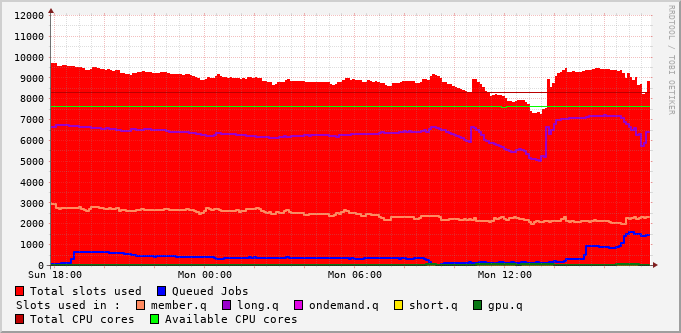 12000
11000
10000
9000
8000
7000
6000
5000
4000
3000
2000
1000
0
Sun 18:00 Mon 00:00 Mon 06:00 Mon 12:00
Total slots used Queued Jobs
Slots used in : member.q long.q ondemand.q short.q gpu.q
Total CPU cores Available CPU cores
RRDTOOL / TOBI OETIKER